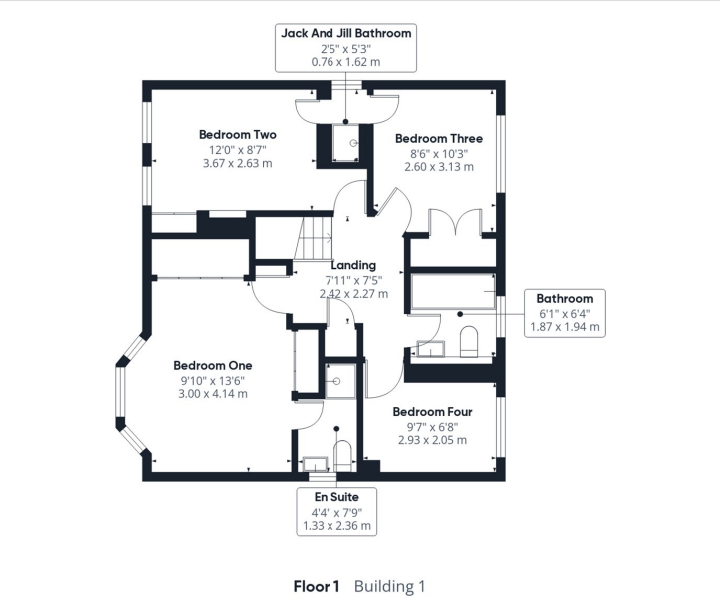 Jack And Jill Bathroom
2'5" x 5'3"
0.76 x 1.62 m
Bedroom Two
12'0" x 8'7"
3.67 x 2.63 m
Bedroom Three
8'6" x 10'3"
2.60 x 3.13 m
Landing
7'11" x 7'5"
2.42 x 2.27 m
Bathroom
6'1" x 6'4"
1.87 x 1.94 m
Bedroom One
9'10" x 13'6"
3.00 x 4.14 m
Bedroom Four
9'7" x 6'8"
2.93 x 2.05 m
En Suite
4'4" x 7'9"
1.33 x 2.36 m
Floor 1 Building 1